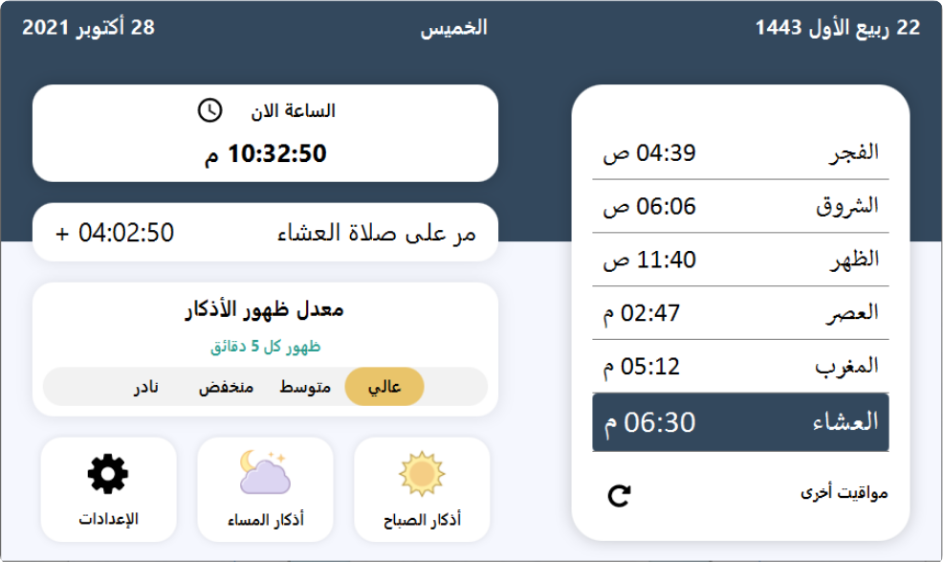 22 ربيع الأول 1443
الخميس
28 أكتوبر 2021
الفجر 04:39 ص
الشروق 06:06 ص
الظهر 11:40 ص
العصر 02:47 م
المغرب 05:12 م
العشاء 06:30 م
مواقيت أخرى
الساعة الان
10:32:50 م
مر على صلاة العشاء 04:02:50 +
معدل ظهور الأذكار
ظهور كل 5 دقائق
عالي متوسط منخفض نادر
أذكار الصباح
أذكار المساء
الإعدادات